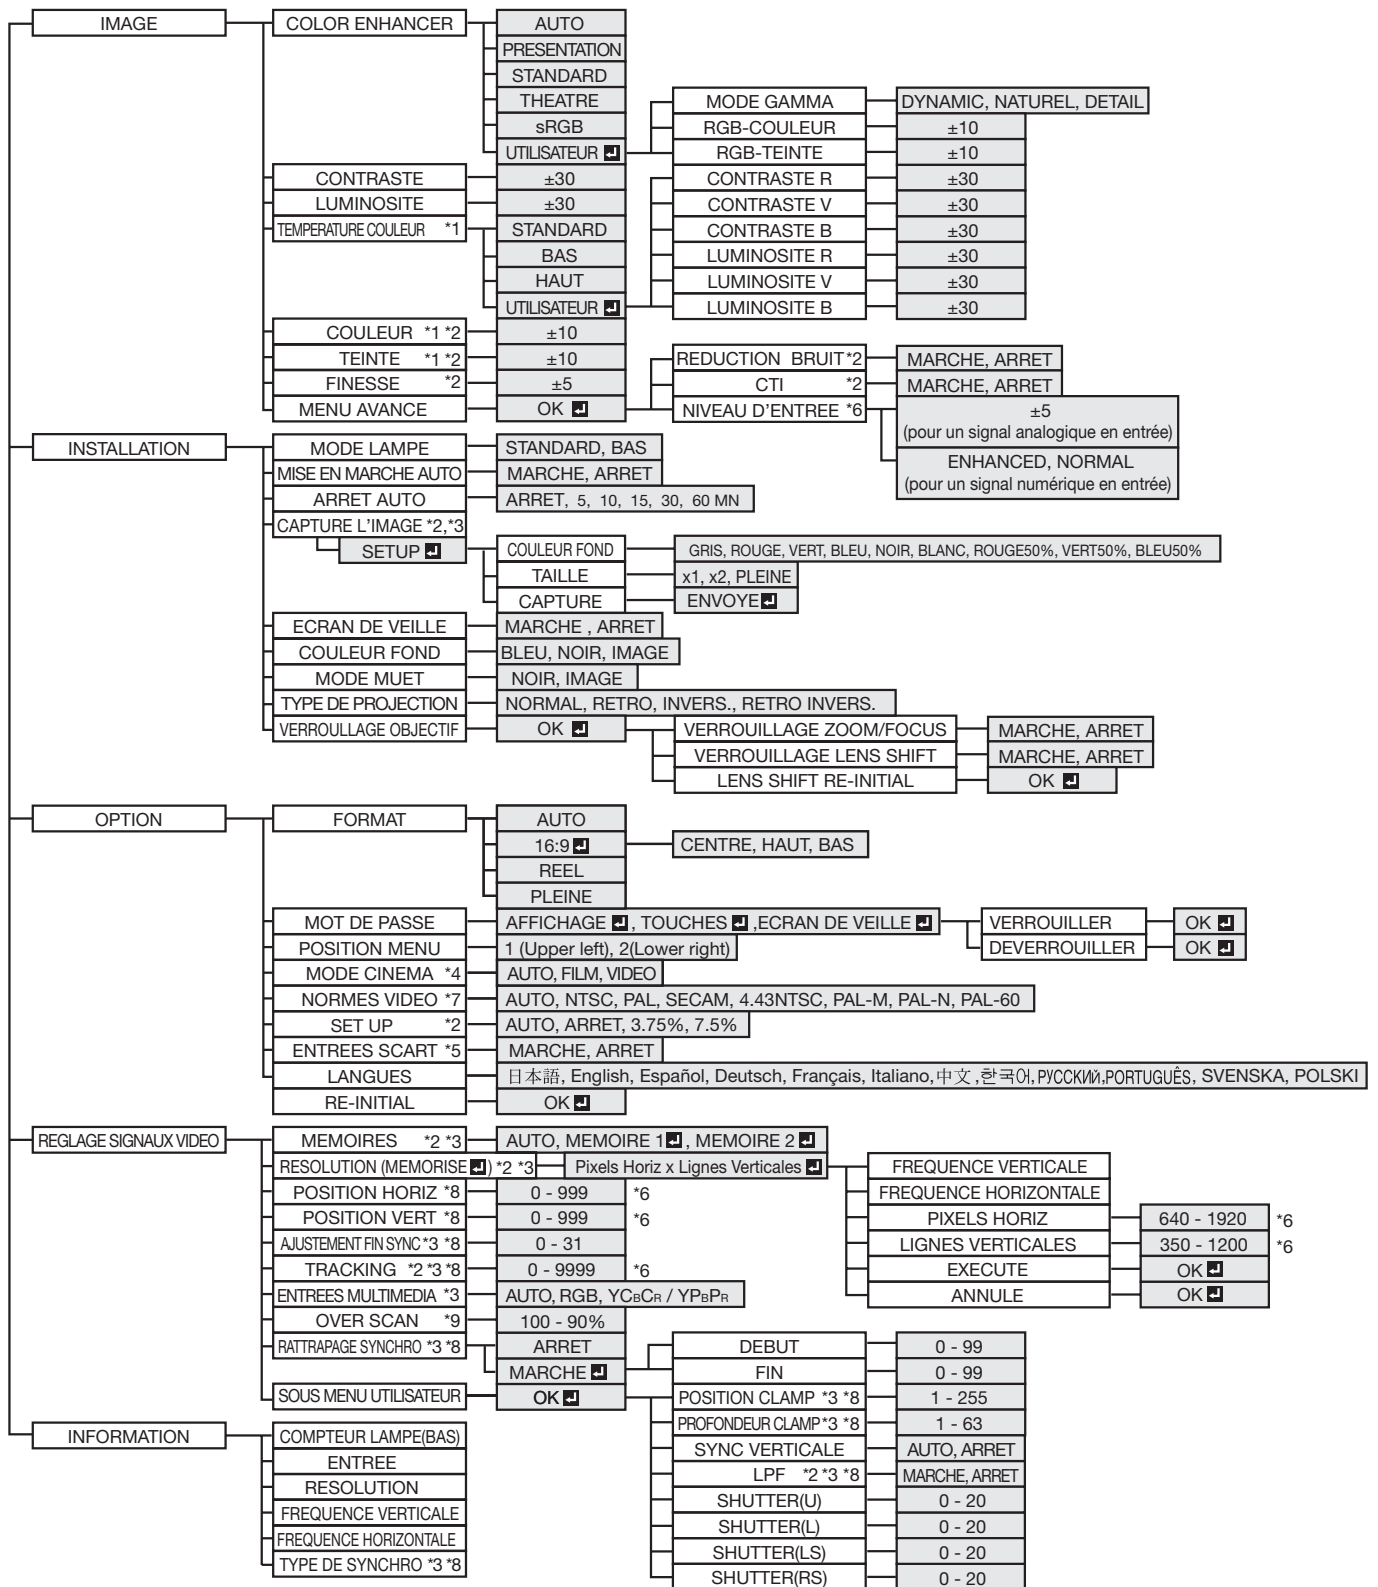 IMAGE COLOR ENHANCER AUTO
PRESENTATION
STANDARD
THEATRE MODE GAMMA DYNAMIC, NATUREL, DETAIL
sRGB RGB-COULEUR ±10
UTILISATEUR RGB-TEINTE ±10
CONTRASTE ±30 CONTRASTE R ±30
LUMINOSITE ±30 CONTRASTE V ±30
TEMPERATURE COULEUR *1 STANDARD CONTRASTE B ±30
BAS LUMINOSITE R ±30
HAUT LUMINOSITE V ±30
UTILISATEUR LUMINOSITE B ±30
COULEUR *1 *2 ±10
TEINTE *1 *2 ±10 REDUCTION BRUIT*2 MARCHE, ARRET
FINESSE *2 ±5 CTI *2 MARCHE, ARRET
MENU AVANCE OK NIVEAU D'ENTREE *6 ±5
(pour un signal analogique en entrée)
ENHANCED, NORMAL
(pour un signal numérique en entrée)
INSTALLATION MODE LAMPE STANDARD, BAS
MISE EN MARCHE AUTO MARCHE, ARRET
ARRET AUTO ARRET, 5, 10, 15, 30, 60 MN
CAPTURE L'IMAGE *2,*3
SETUP COULEUR FOND GRIS, ROUGE, VERT, BLEU, NOIR, BLANC, ROUGE50%, VERT50%, BLEU50%
TAILLE x1, x2, PLEINE
CAPTURE ENVOYE
ECRAN DE VEILLE MARCHE , ARRET
COULEUR FOND BLEU, NOIR, IMAGE
MODE MUET NOIR, IMAGE
TYPE DE PROJECTION NORMAL, RETRO, INVERS., RETRO INVERS.
VERROULLAGE OBJECTIF OK VERROUILLAGE ZOOM/FOCUS MARCHE, ARRET
VERROUILLAGE LENS SHIFT MARCHE, ARRET
LENS SHIFT RE-INITIAL OK
OPTION FORMAT AUTO
16:9 CENTRE, HAUT, BAS
REEL
PLEINE
MOT DE PASSE AFFICHAGE , TOUCHES ,ECRAN DE VEILLE VERROUILLER OK
POSITION MENU 1 (Upper left), 2(Lower right) DEVERROUILLER OK
MODE CINEMA *4 AUTO, FILM, VIDEO
NORMES VIDEO *7 AUTO, NTSC, PAL, SECAM, 4.43NTSC, PAL-M, PAL-N, PAL-60
SET UP *2 AUTO, ARRET, 3.75%, 7.5%
ENTREES SCART *5 MARCHE, ARRET
LANGUES 日本語, English, Español, Deutsch, Français, Italiano, 中文, 한국어, РУССКИЙ, PORTUGUÊS, SVENSKA, POLSKI
RE-INITIAL OK
REGLAGE SIGNAUX VIDEO MEMOIRES *2 *3 AUTO, MEMOIRE 1 , MEMOIRE 2
RESOLUTION (MEMORISE ) *2 *3 Pixels Horiz x Lignes Verticales FREQUENCE VERTICALE
POSITION HORIZ *8 0 - 999 *6 FREQUENCE HORIZONTALE
POSITION VERT *8 0 - 999 *6 PIXELS HORIZ 640 - 1920 *6
AJUSTEMENT FIN SYNC*3 *8 0 - 31 LIGNES VERTICALES 350 - 1200 *6
TRACKING *2 *3 *8 0 - 9999 *6 EXECUTE OK
ENTREES MULTIMEDIA *3 AUTO, RGB, YCBCR / YPBPR ANNULE OK
OVER SCAN *9 100 - 90%
RATTRAPAGE SYNCHRO *3 *8 ARRET DEBUT 0 - 99
MARCHE FIN 0 - 99
SOUS MENU UTILISATEUR OK POSITION CLAMP *3 *8 1 - 255
PROFONDEUR CLAMP*3 *8 1 - 63
INFORMATION COMPTEUR LAMPE(BAS) SYNC VERTICALE AUTO, ARRET
ENTREE LPF *2 *3 *8 MARCHE, ARRET
RESOLUTION SHUTTER(U) 0 - 20
FREQUENCE VERTICALE SHUTTER(L) 0 - 20
FREQUENCE HORIZONTALE SHUTTER(LS) 0 - 20
TYPE DE SYNCHRO *3 *8 SHUTTER(RS) 0 - 20